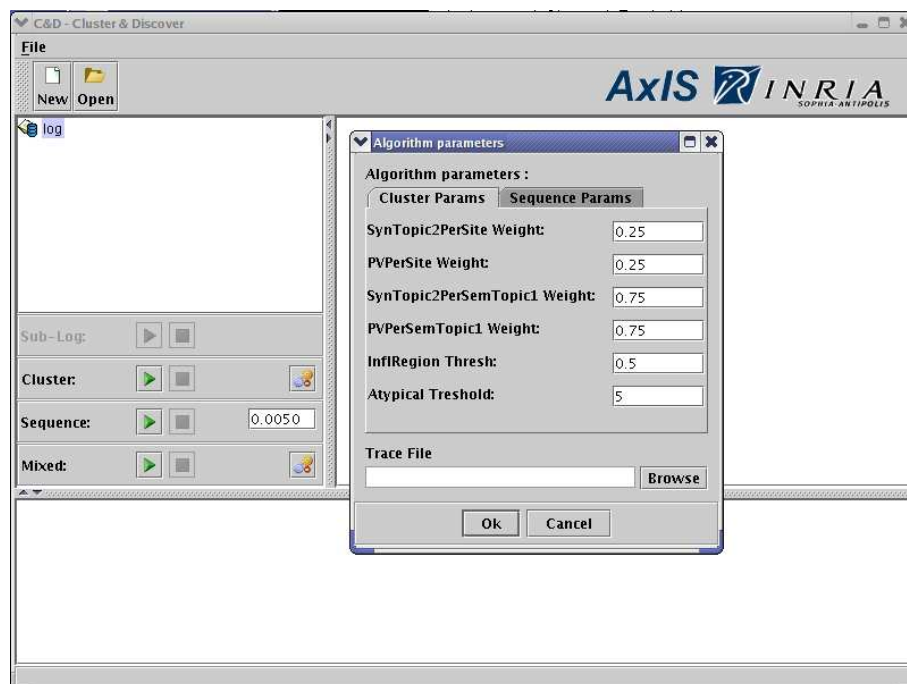 C&D - Cluster & Discover
File
New Open
AxIS INRIA
SOPHIA-ANTIPOLIS
log
Algorithm parameters
Algorithm parameters :
Cluster Params Sequence Params
SynTopic2PerSite Weight: 0.25
PVPerSite Weight: 0.25
SynTopic2PerSemTopic1 Weight: 0.75
PVPerSemTopic1 Weight: 0.75
InflRegion Thresh: 0.5
Atypical Treshold: 5
Sub-Log:
Cluster:
Sequence: 0.0050
Mixed:
Trace File
Browse
Ok Cancel